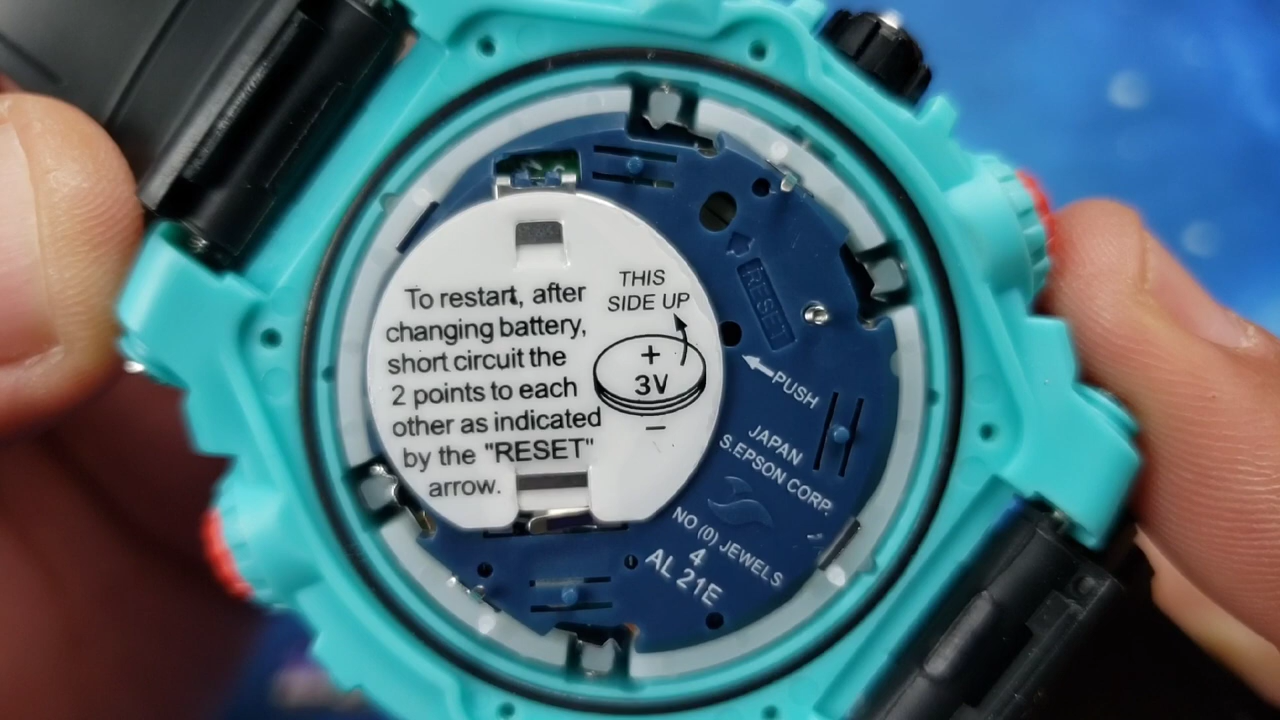 To restart, after
changing battery,
short circuit the
2 points to each
other as indicated
by the "RESET"
arrow.
THIS
SIDE UP
+
3V
−
RESET
PUSH
JAPAN
S.EPSON CORP.
NO (0) JEWELS
4
AL 21E